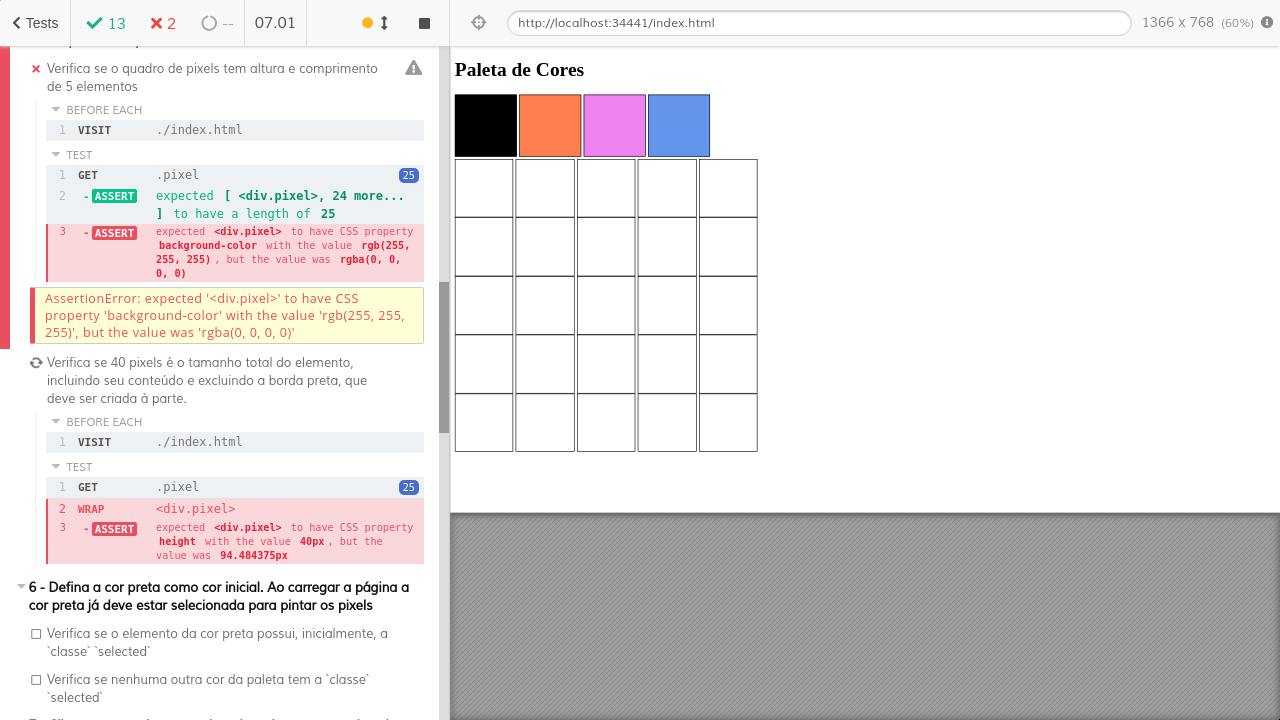 Tests
13
2
--
07.01
http://localhost:34441/index.html
1366 x 768 (60%)
Verifica se o quadro de pixels tem altura e comprimento
de 5 elementos
BEFORE EACH
1 VISIT ./index.html
TEST
1 GET .pixel 25
2 - ASSERT expected [ <div.pixel>, 24 more...
] to have a length of 25
3 - ASSERT expected <div.pixel> to have CSS property
background-color with the value rgb(255,
255, 255) , but the value was rgba(0, 0,
0, 0)
AssertionError: expected '<div.pixel>' to have CSS
property 'background-color' with the value 'rgb(255, 255,
255)', but the value was 'rgba(0, 0, 0, 0)'
Verifica se 40 pixels é o tamanho total do elemento,
incluindo seu conteúdo e excluindo a borda preta, que
deve ser criada à parte.
BEFORE EACH
1 VISIT ./index.html
TEST
1 GET .pixel 25
2 WRAP <div.pixel>
3 - ASSERT expected <div.pixel> to have CSS property
height with the value 40px , but the
value was 94.484375px
6 - Defina a cor preta como cor inicial. Ao carregar a página a
cor preta já deve estar selecionada para pintar os pixels
Verifica se o elemento da cor preta possui, inicialmente, a
`classe` `selected`
Verifica se nenhuma outra cor da paleta tem a `classe`
`selected`
Paleta de Cores